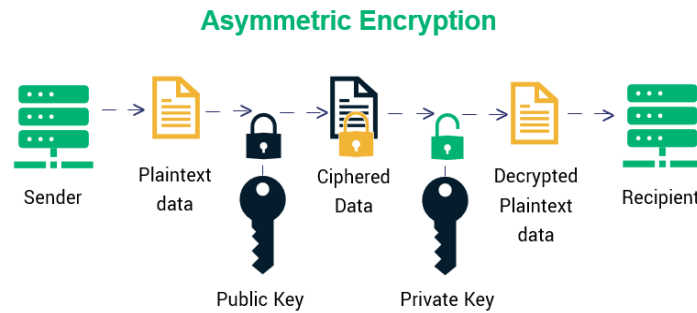 Asymmetric Encryption
Sender
Plaintext
data
Public Key
Ciphered
Data
Private Key
Decrypted
Plaintext
data
Recipient